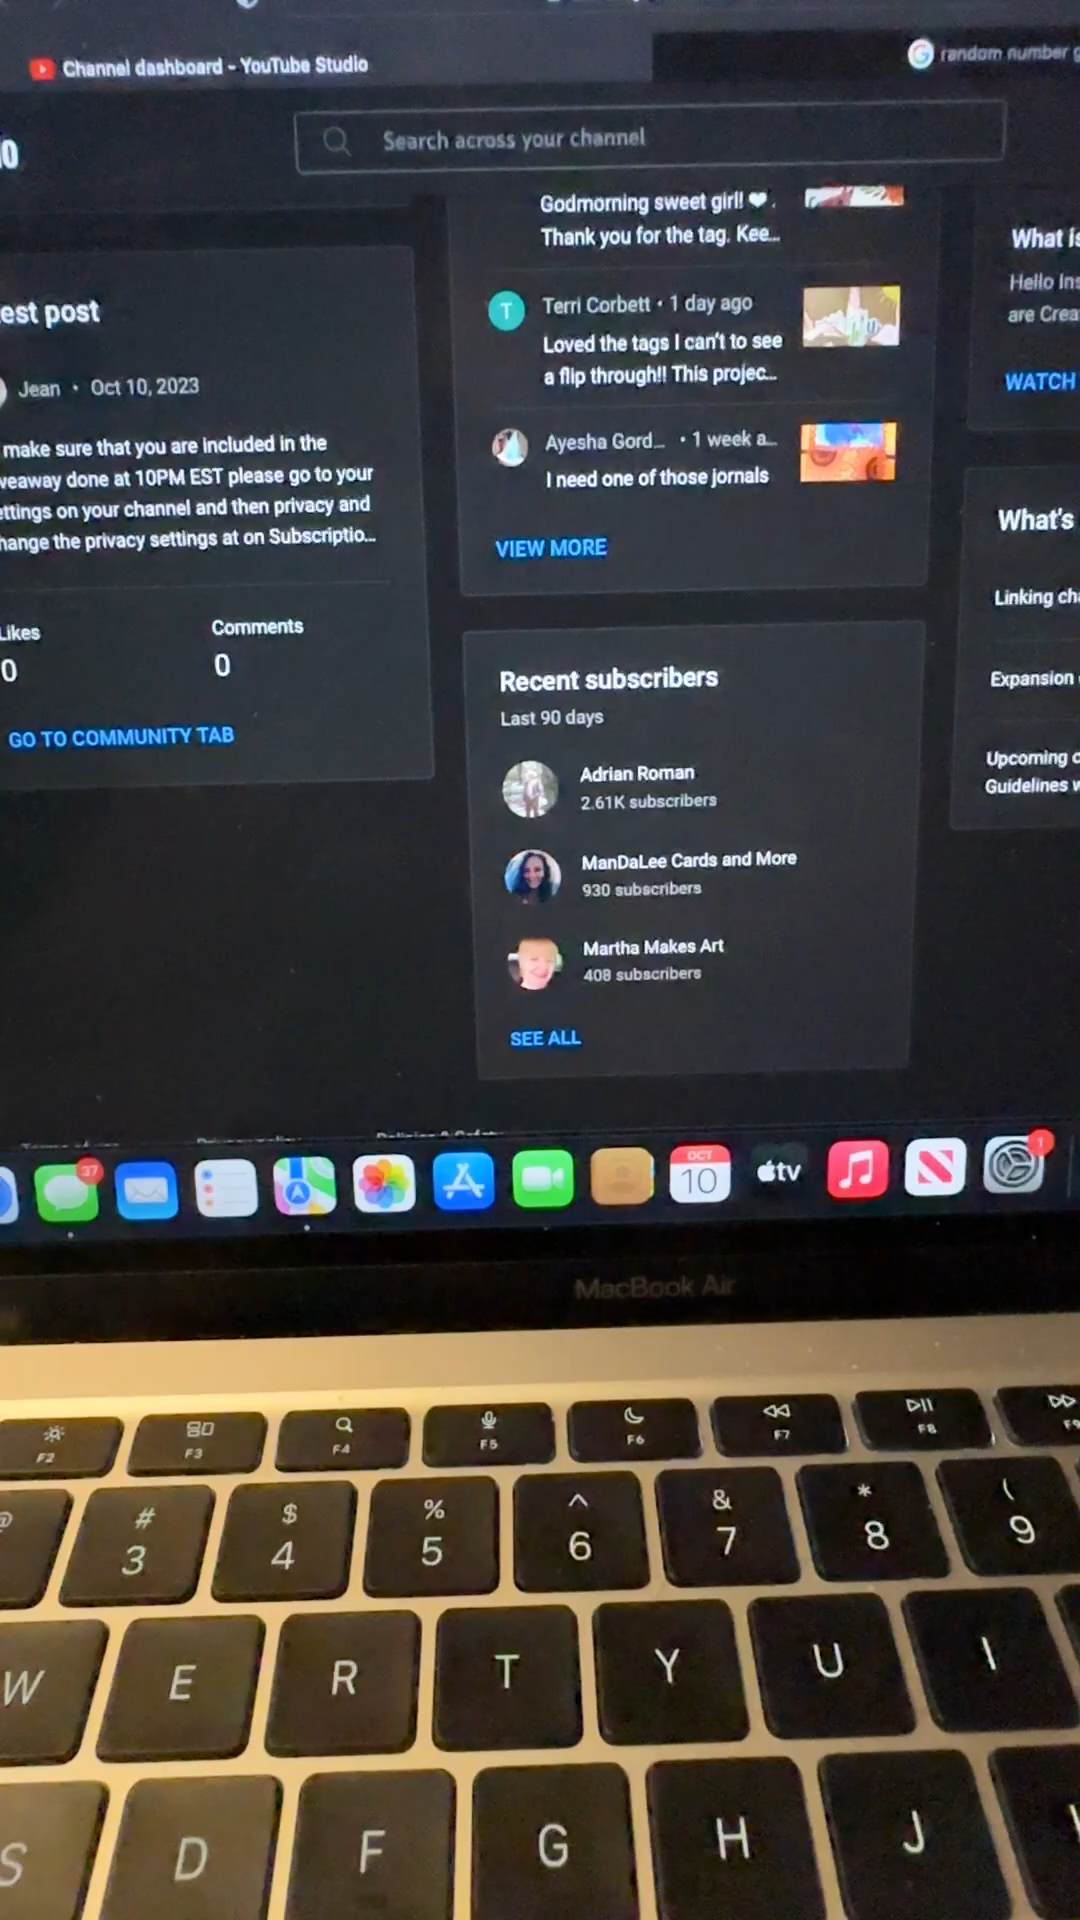 Channel dashboard - YouTube Studio
random number
Search across your channel
Godmorning sweet girl! ❤ .
Thank you for the tag. Kee...
est post
Jean • Oct 10, 2023
make sure that you are included in the
veaway done at 10PM EST please go to your
ettings on your channel and then privacy and
hange the privacy settings at on Subscriptio...
Likes
0
Comments
0
GO TO COMMUNITY TAB
T
Terri Corbett • 1 day ago
Loved the tags I can't to see
a flip through!! This projec...
Ayesha Gord... • 1 week a...
I need one of those jornals
VIEW MORE
Recent subscribers
Last 90 days
Adrian Roman
2.61K subscribers
ManDaLee Cards and More
930 subscribers
Martha Makes Art
408 subscribers
SEE ALL
What is
Hello Ins
are Crea
WATCH
What's
Linking cha
Expansion
Upcoming c
Guidelines w
37
OCT
10
tv
1
MacBook Air
F2
F3
F4
F5
F6
F7
F8
F9
@ # $ % ^ & * (
3 4 5 6 7 8 9
W E R T Y U I
S D F G H J